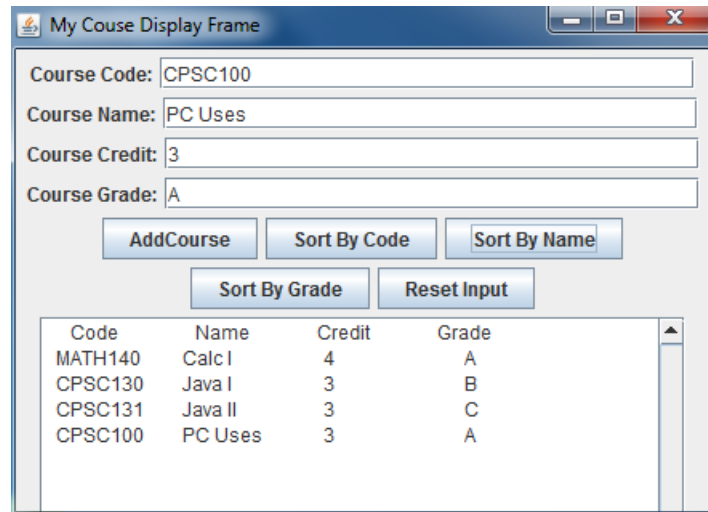 My Couse Display Frame
Course Code: CPSC100
Course Name: PC Uses
Course Credit: 3
Course Grade: A
AddCourse Sort By Code Sort By Name
Sort By Grade Reset Input
Code Name Credit Grade
MATH140 Calc I 4 A
CPSC130 Java I 3 B
CPSC131 Java II 3 C
CPSC100 PC Uses 3 A